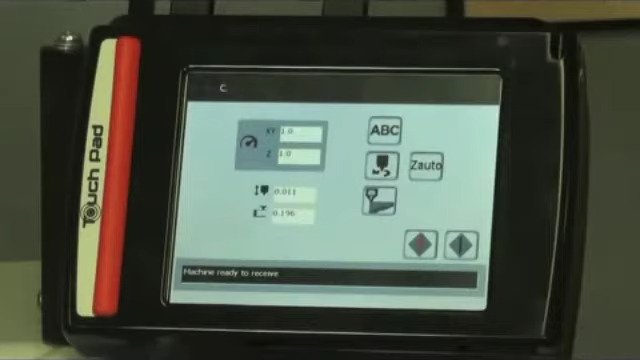 Touch Pad
C.
XY 1.0
Z 1.0
0.011
0.196
ABC
Zauto
Machine ready to receive